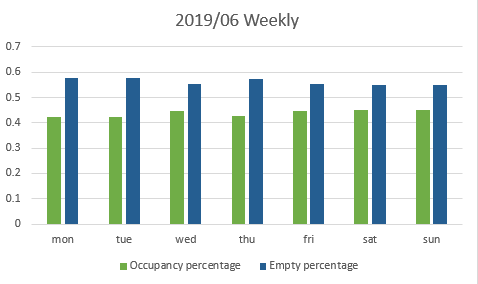 2019/06 Weekly
0.7
0.6
0.5
0.4
0.3
0.2
0.1
0
mon tue wed thu fri sat sun
Occupancy percentage Empty percentage